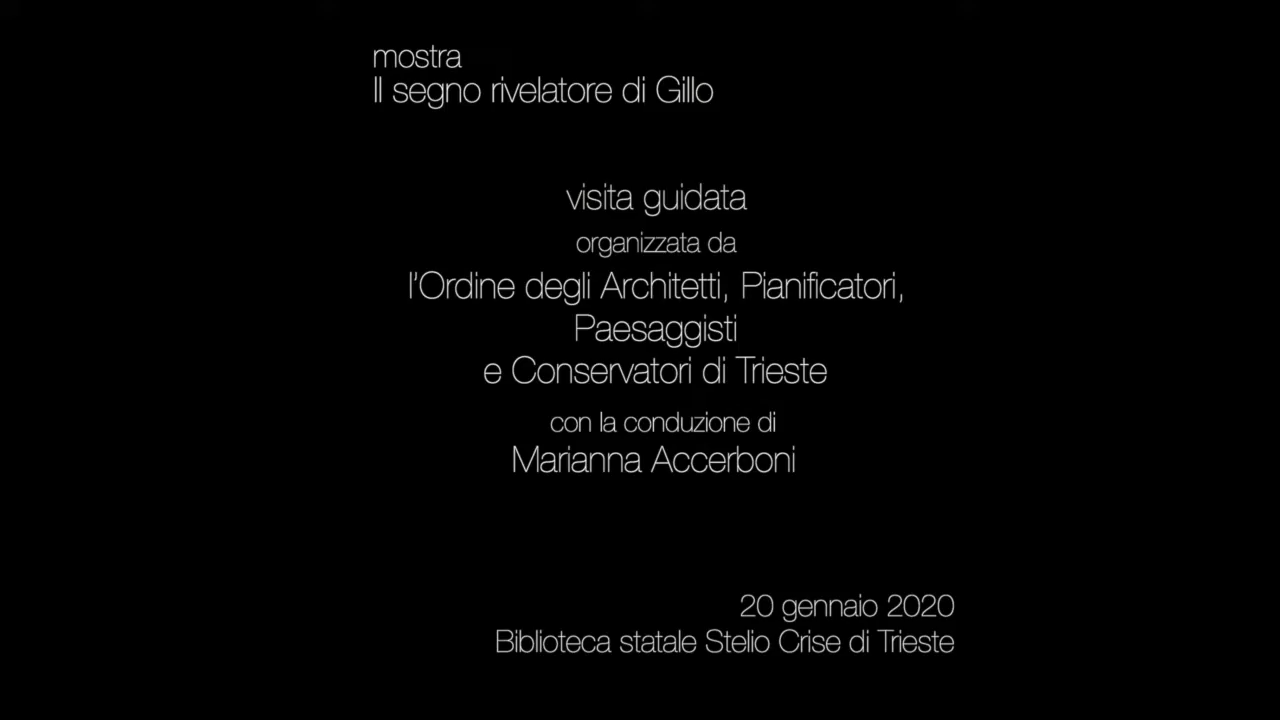 mostra
Il segno rivelatore di Gillo
visita guidata
organizzata da
l’Ordine degli Architetti, Pianificatori,
Paesaggisti
e Conservatori di Trieste
con la conduzione di
Marianna Accerboni
20 gennaio 2020
Biblioteca statale Stelio Crise di Trieste